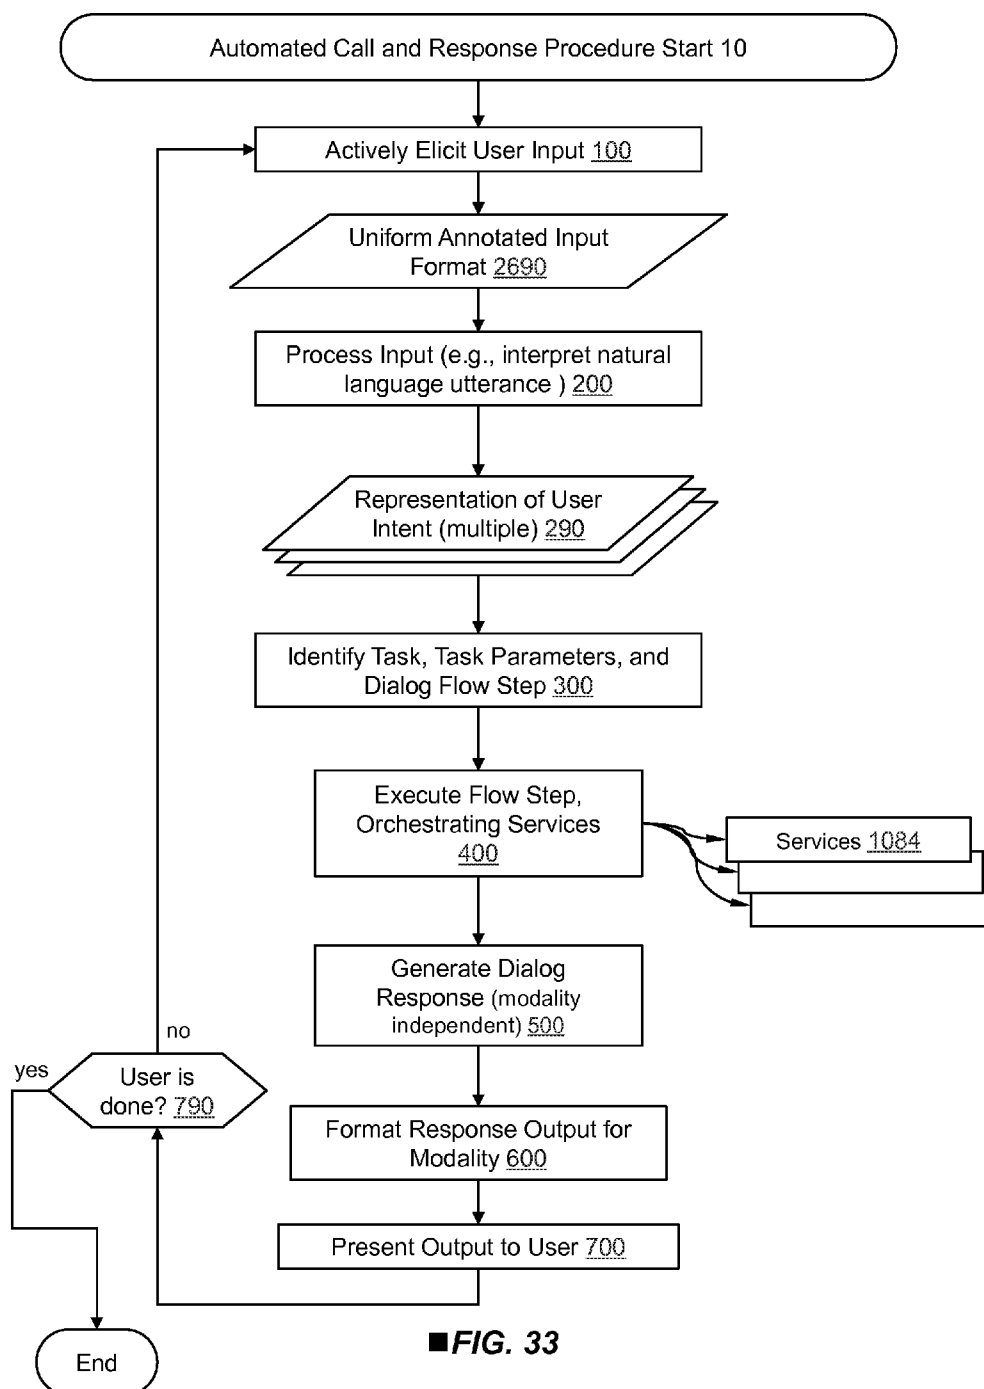 Automated Call and Response Procedure Start 10
Actively Elicit User Input 100
Uniform Annotated Input
Format 2690
Process Input (e.g., interpret natural
language utterance ) 200
Representation of User
Intent (multiple) 290
Identify Task, Task Parameters, and
Dialog Flow Step 300
Execute Flow Step,
Orchestrating Services
400
Services 1084
Generate Dialog
Response (modality
independent) 500
no
yes
User is
done? 790
Format Response Output for
Modality 600
Present Output to User 700
End
■FIG. 33